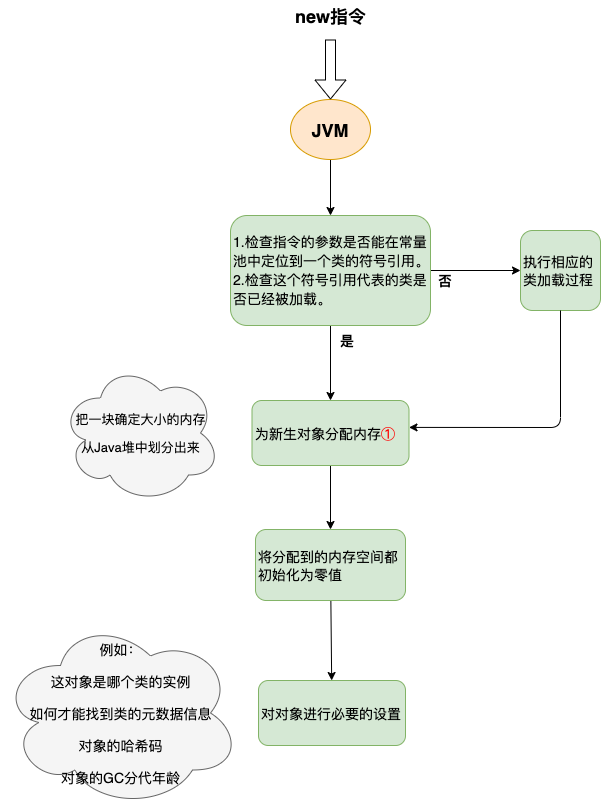 new指令
JVM
1.检查指令的参数是否能在常量
池中定位到一个类的符号引用。
2.检查这个符号引用代表的类是
否已经被加载。
否
执行相应的
类加载过程
是
把一块确定大小的内存
从Java堆中划分出来
为新生对象分配内存①
将分配到的内存空间都
初始化为零值
例如：
这对象是哪个类的实例
如何才能找到类的元数据信息
对象的哈希码
对象的GC分代年龄
对对象进行必要的设置